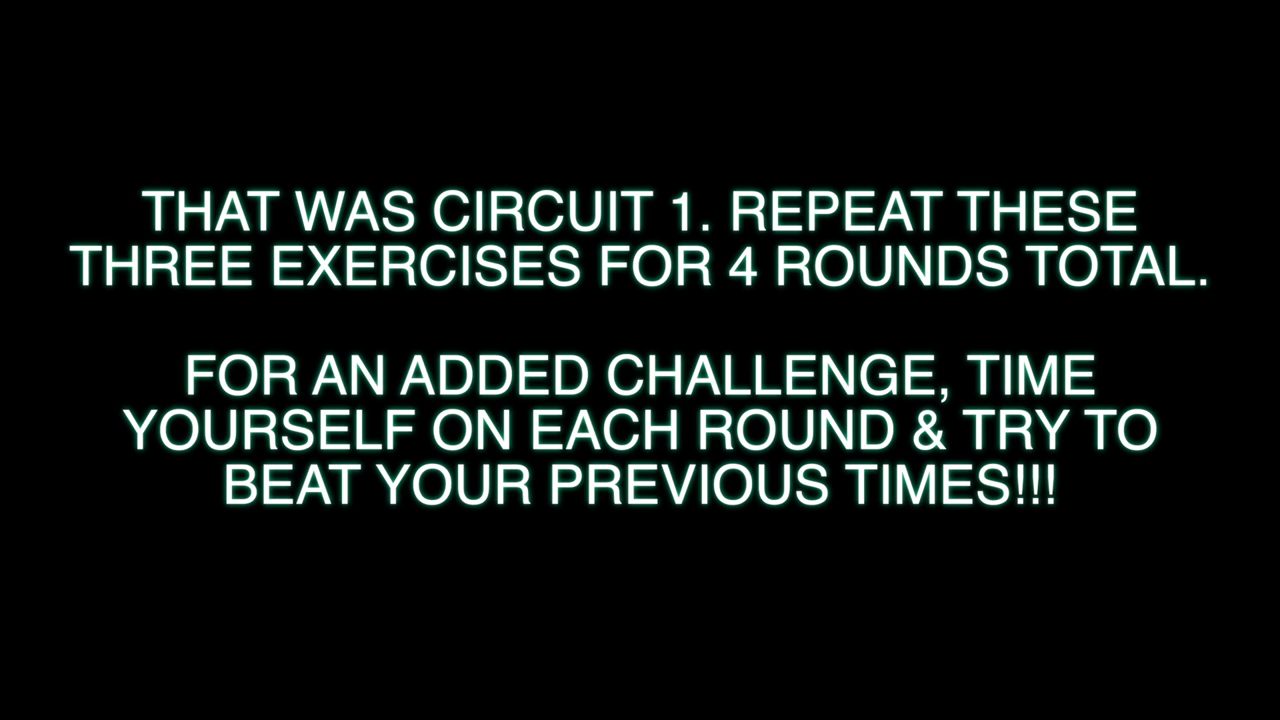 THAT WAS CIRCUIT 1. REPEAT THESE
THREE EXERCISES FOR 4 ROUNDS TOTAL.
FOR AN ADDED CHALLENGE, TIME
YOURSELF ON EACH ROUND & TRY TO
BEAT YOUR PREVIOUS TIMES!!!